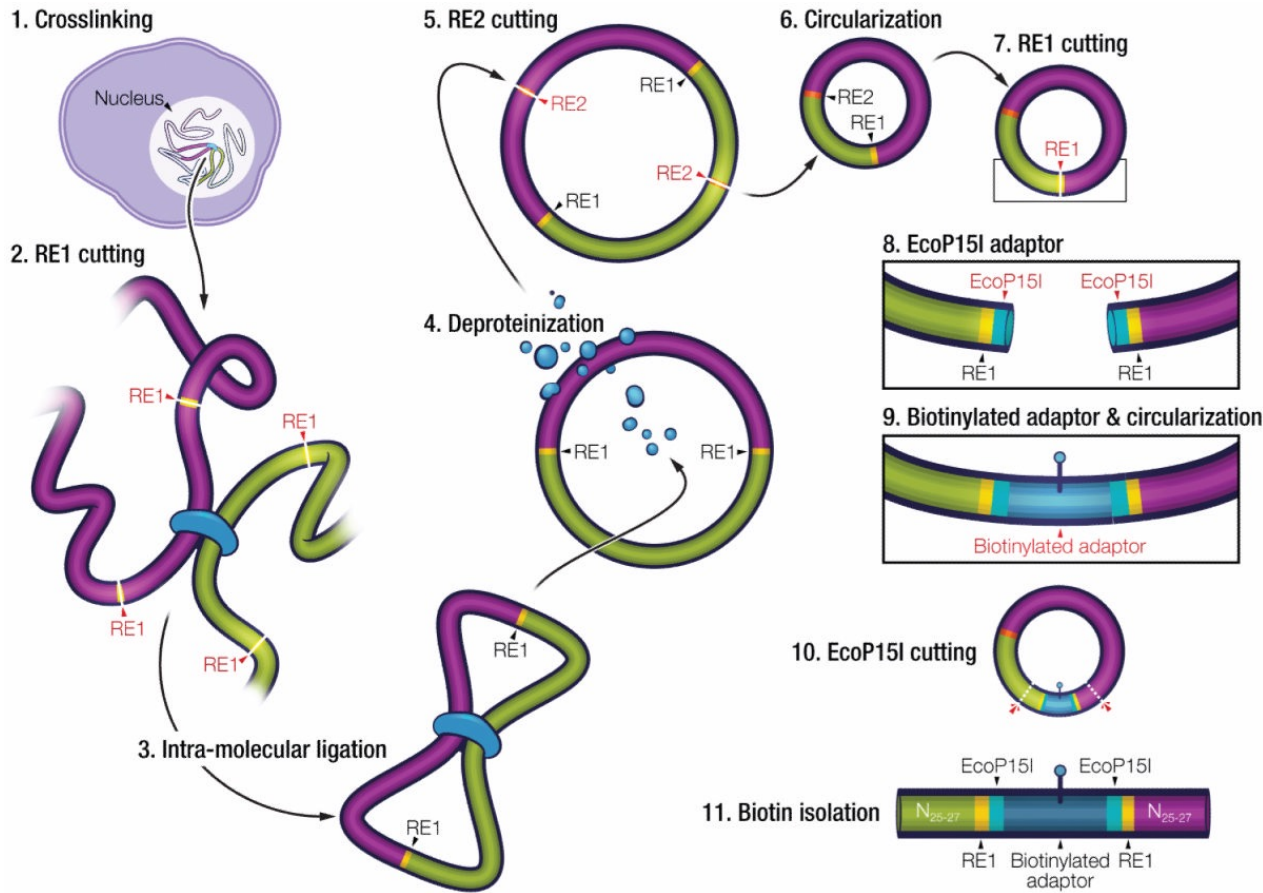 1. Crosslinking
Nucleus
2. RE1 cutting
RE1
RE1
RE1
RE1
3. Intra-molecular ligation
RE1
RE1
4. Deproteinization
RE1
RE1
5. RE2 cutting
RE1
RE2
RE2
RE1
6. Circularization
RE2
RE1
7. RE1 cutting
RE1
8. EcoP15I adaptor
EcoP15I EcoP15I
RE1 RE1
9. Biotinylated adaptor & circularization
Biotinylated adaptor
10. EcoP15I cutting
11. Biotin isolation
EcoP15I EcoP15I
N25-27 N25-27
RE1 Biotinylated RE1
adaptor